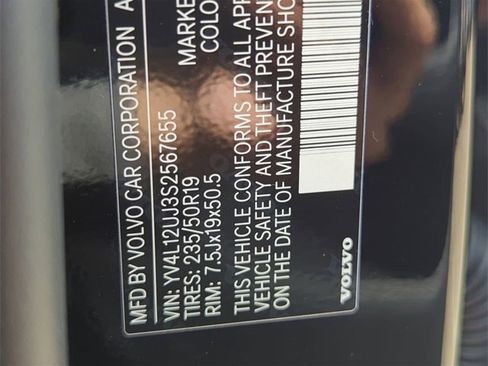 MFD BY VOLVO CAR CORPORATION A
VIN: YV4L12UJ3S2567655 MARKE
TIRES: 235/50R19 COLO
RIM: 7.5Jx19x50.5
THIS VEHICLE CONFORMS TO ALL APP
VEHICLE SAFETY AND THEFT PREVEN
ON THE DATE OF MANUFACTURE SHO
VOLVO